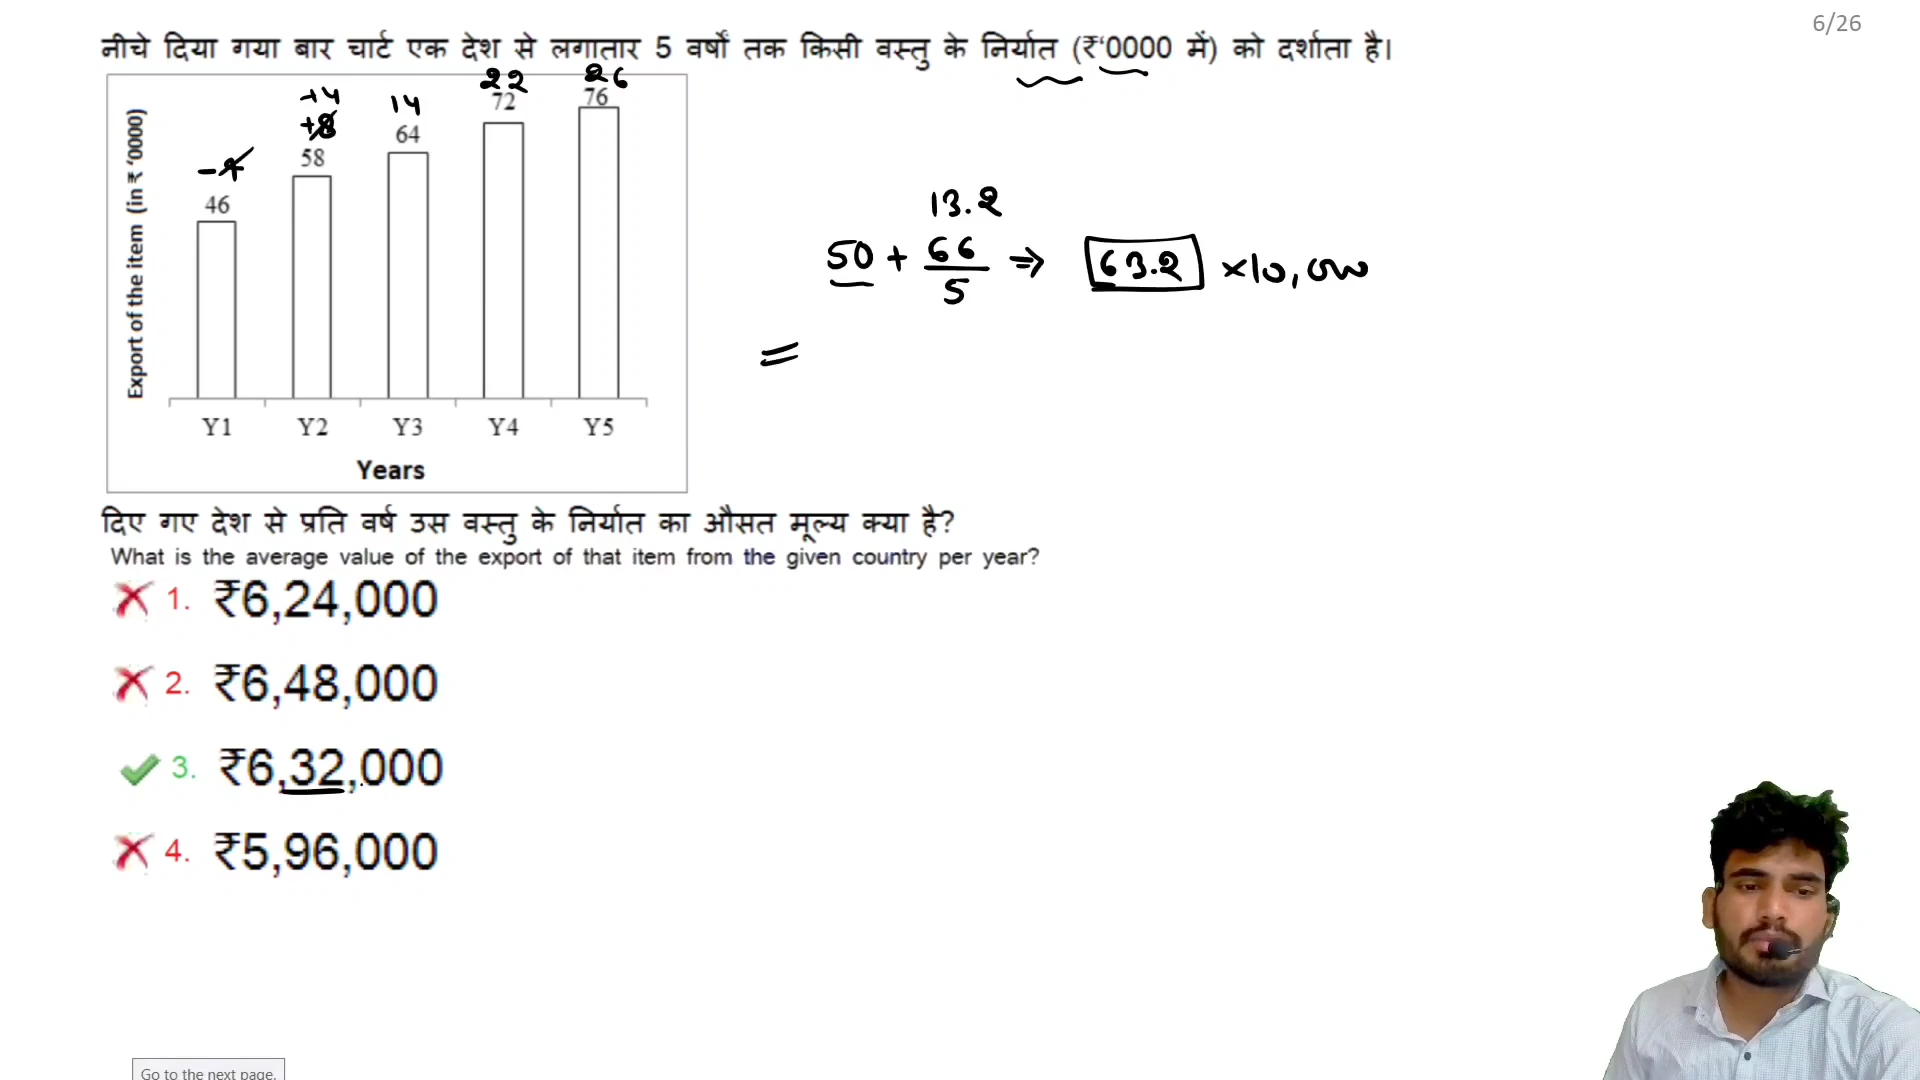 6/26
नीचे दिया गया बार चार्ट एक देश से लगातार 5 वर्षों तक किसी वस्तु के निर्यात (₹'0000 में) को दर्शाता है।
Export of the item (in ₹ '0000)
-4
46
+4
+8
58
14
64
22
72
26
76
Y1 Y2 Y3 Y4 Y5
Years
13.2
50 + 66/5 ⇒ 63.2 ×10,000
=
दिए गए देश से प्रति वर्ष उस वस्तु के निर्यात का औसत मूल्य क्या है?
What is the average value of the export of that item from the given country per year?
1. ₹6,24,000
2. ₹6,48,000
3. ₹6,32,000
4. ₹5,96,000
Go to the next page.